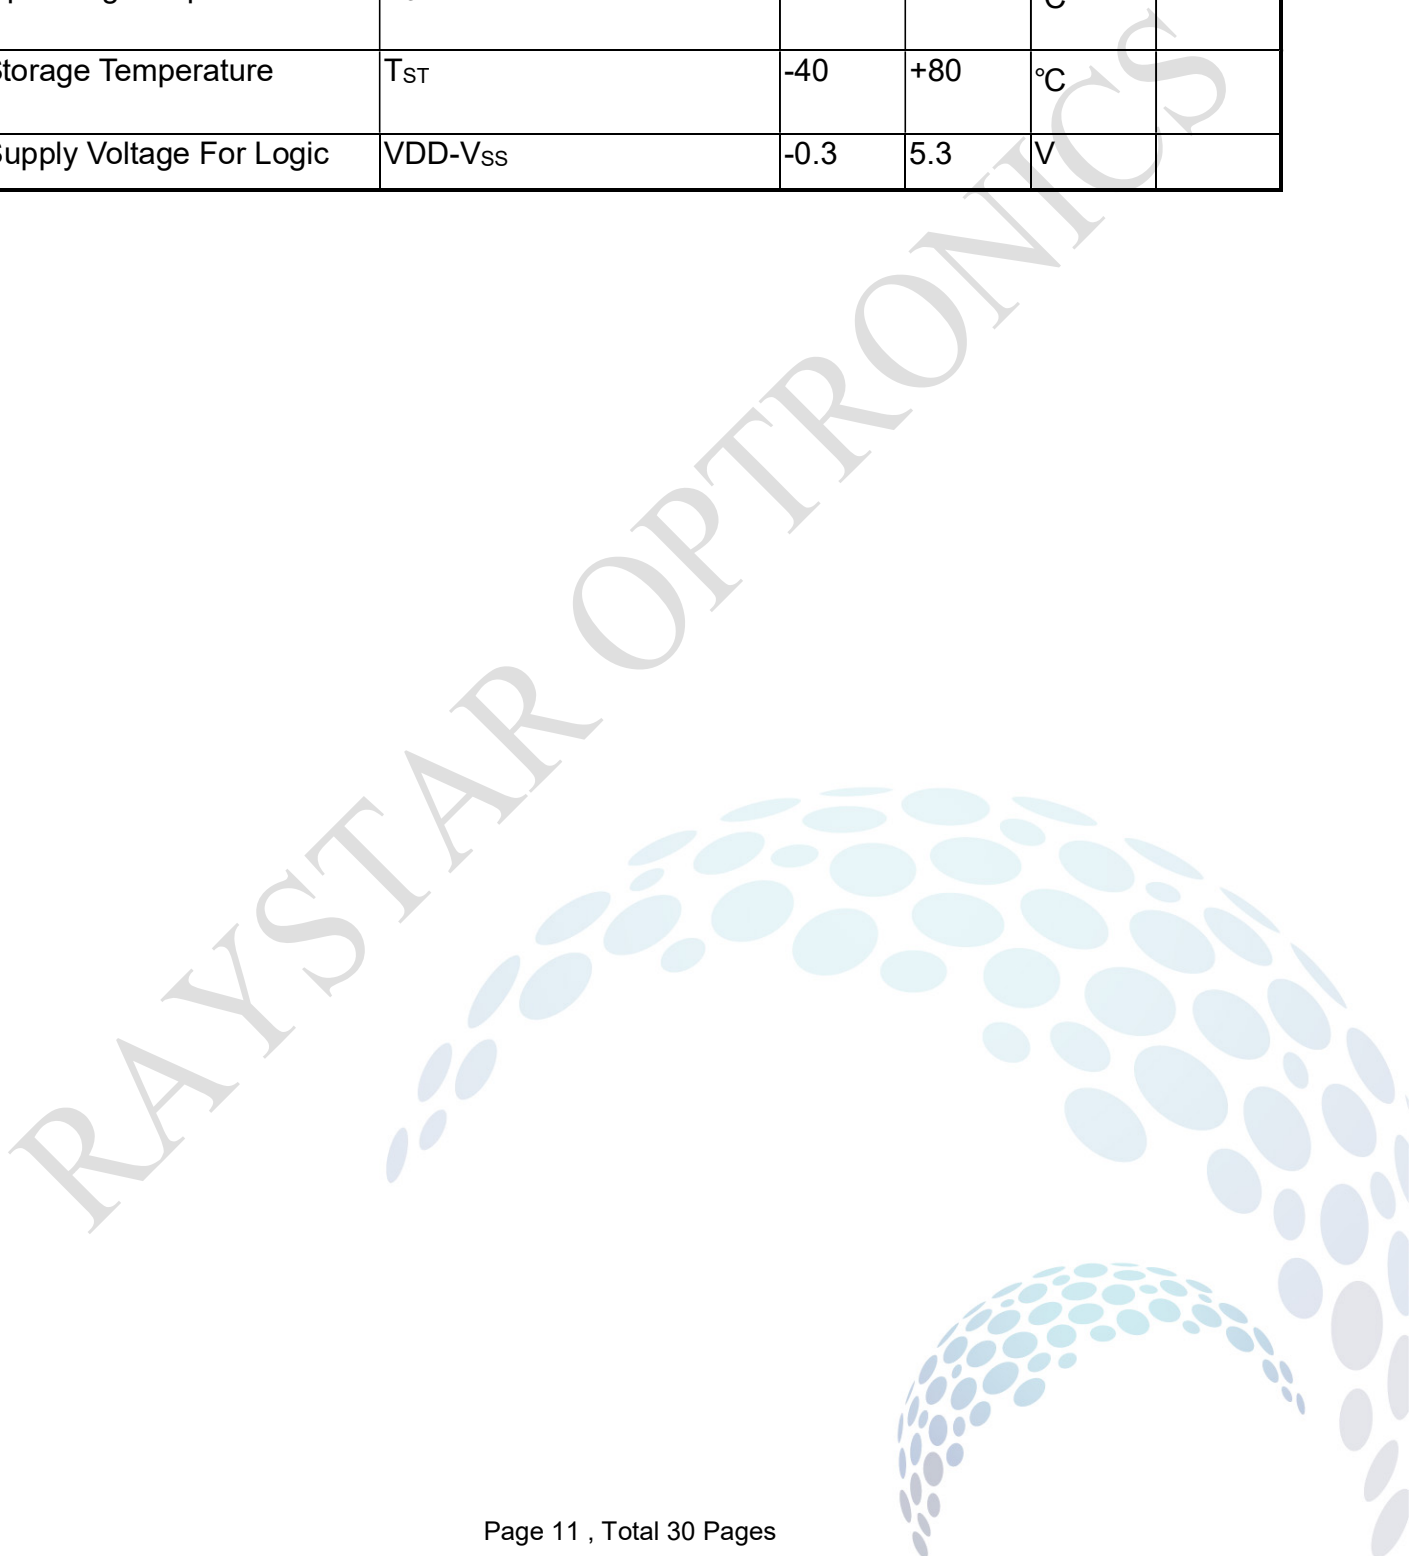 ℃
Storage Temperature TST -40 +80 ℃
Supply Voltage For Logic VDD-VSS -0.3 5.3 V
RAYSTAR OPTRONICS
Page 11 , Total 30 Pages